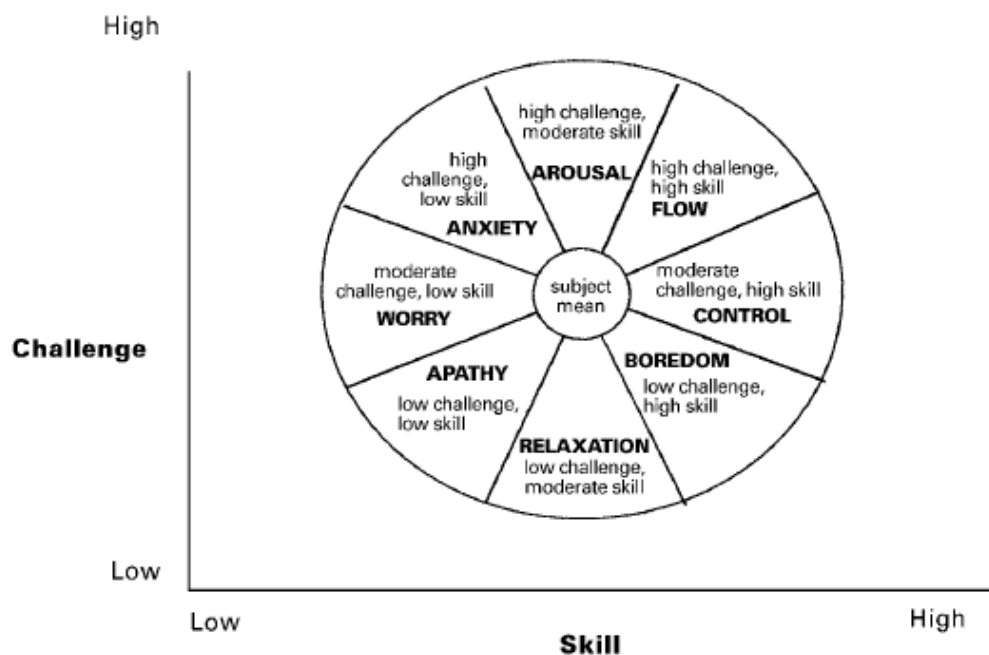 High
high challenge,
moderate skill
AROUSAL
high
challenge,
low skill
ANXIETY
high challenge,
high skill
FLOW
moderate
challenge, low skill
WORRY
subject
mean
moderate
challenge, high skill
CONTROL
Challenge
APATHY
low challenge,
low skill
BOREDOM
low challenge,
high skill
RELAXATION
low challenge,
moderate skill
Low
Low
High
Skill